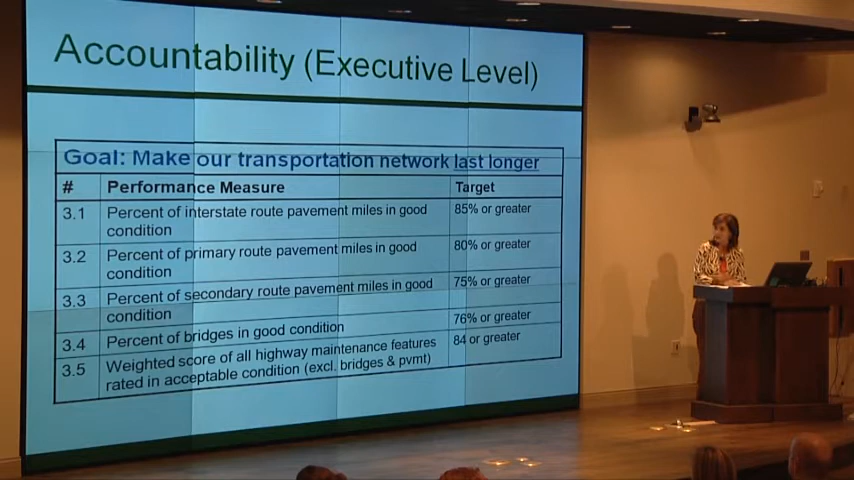 Accountability (Executive Level)
Goal: Make our transportation network last longer
# Performance Measure Target
3.1 Percent of interstate route pavement miles in good 85% or greater
condition
3.2 Percent of primary route pavement miles in good 80% or greater
condition
3.3 Percent of secondary route pavement miles in good 75% or greater
condition
3.4 Percent of bridges in good condition 76% or greater
3.5 Weighted score of all highway maintenance features 84 or greater
rated in acceptable condition (excl. bridges & pvmt)